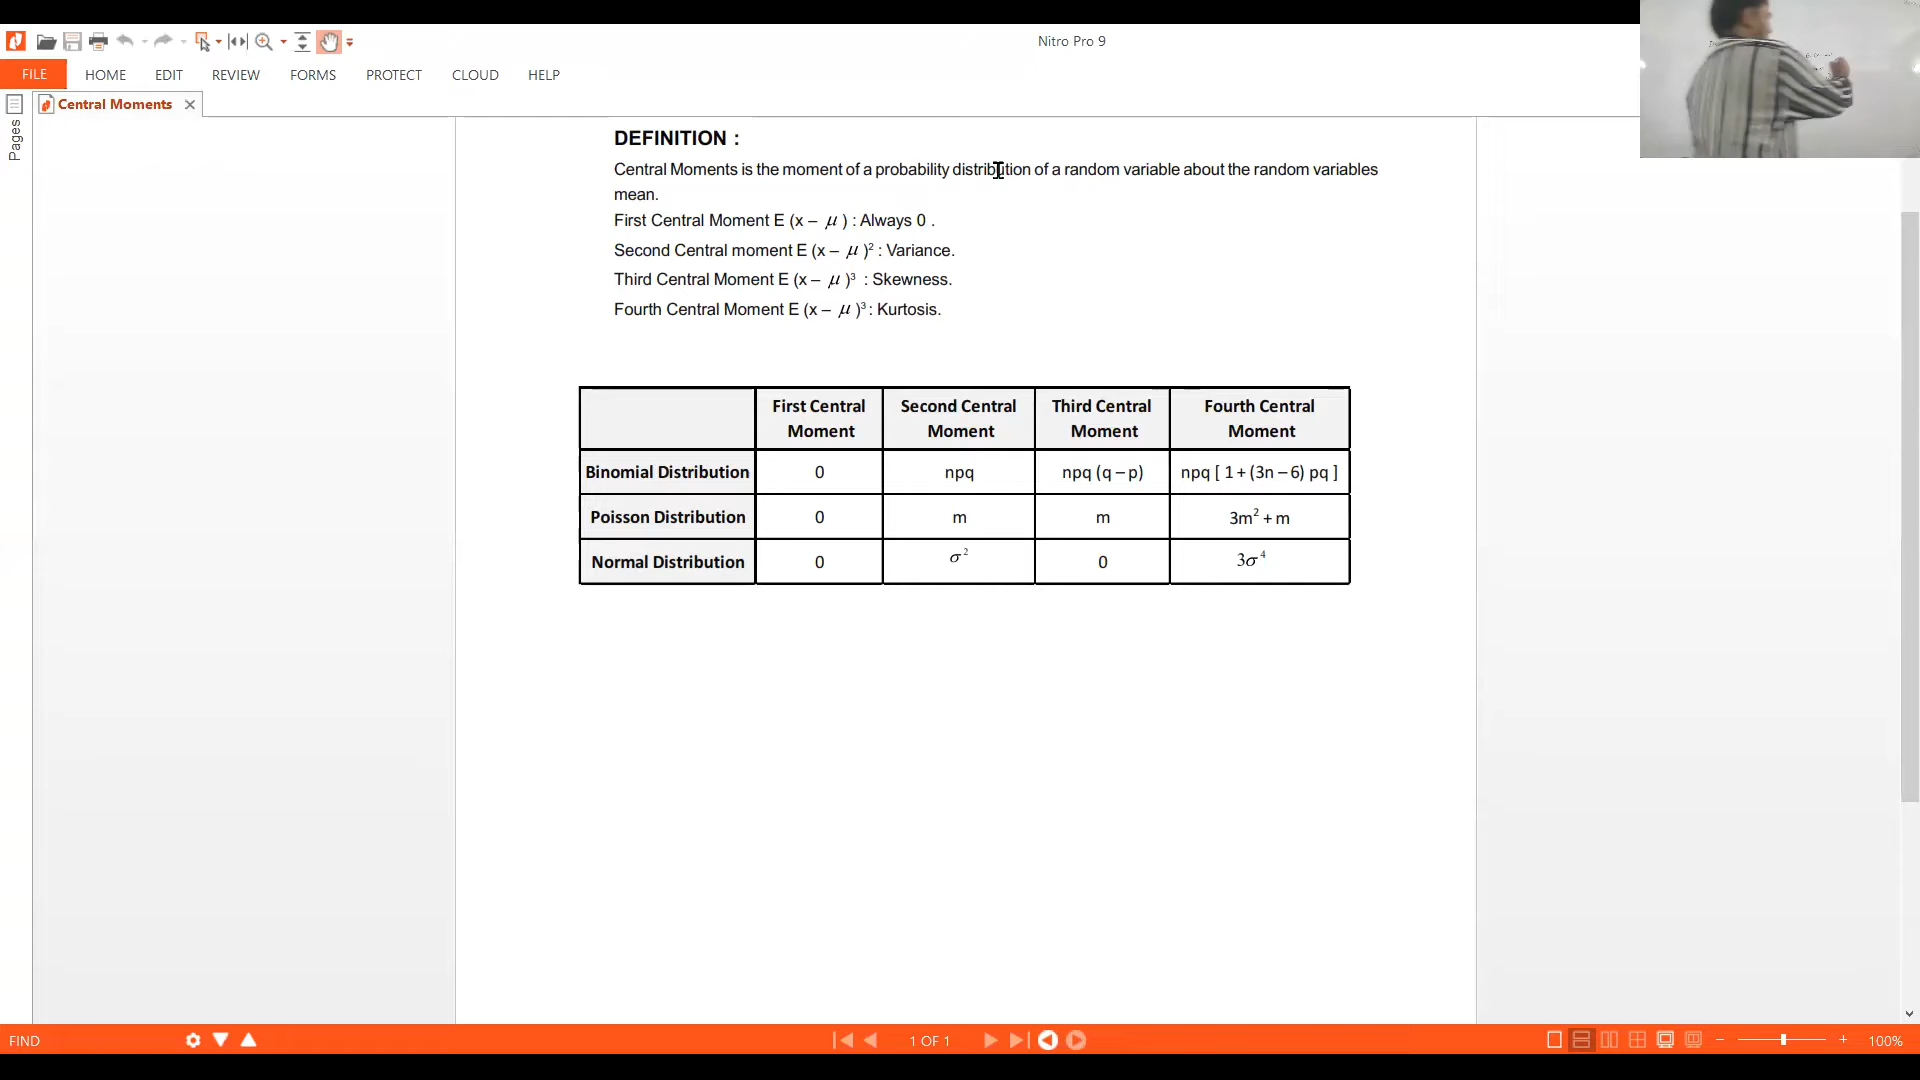 Nitro Pro 9
FILE
HOME
EDIT
REVIEW
FORMS
PROTECT
CLOUD
HELP
Central Moments
Pages
DEFINITION :
Central Moments is the moment of a probability distribution of a random variable about the random variables
mean.
First Central Moment E (x – μ ) : Always 0 .
Second Central moment E (x – μ )² : Variance.
Third Central Moment E (x – μ )³ : Skewness.
Fourth Central Moment E (x – μ )³ : Kurtosis.
First Central Moment
Second Central Moment
Third Central Moment
Fourth Central Moment
Binomial Distribution 0 npq npq (q – p) npq [ 1 + (3n – 6) pq ]
Poisson Distribution 0 m m 3m² + m
Normal Distribution 0 σ² 0 3σ⁴
FIND
1 OF 1
100%